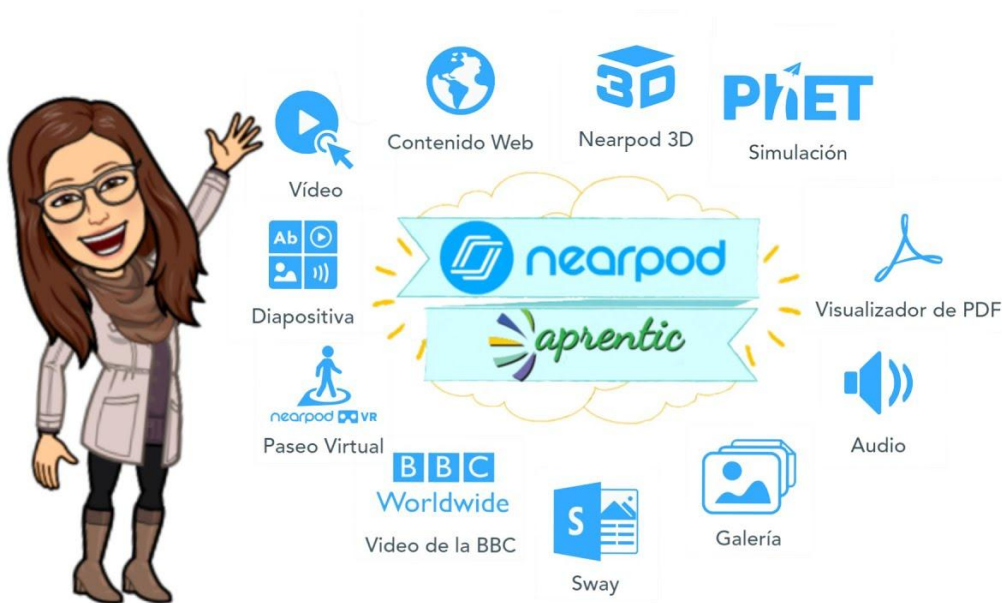 Vídeo
Contenido Web
3D
Nearpod 3D
PhET
Simulación
Ab
Diapositiva
nearpod
aprentic
Visualizador de PDF
nearpod VR
Paseo Virtual
Audio
BBC
Worldwide
Video de la BBC
S
Sway
Galería